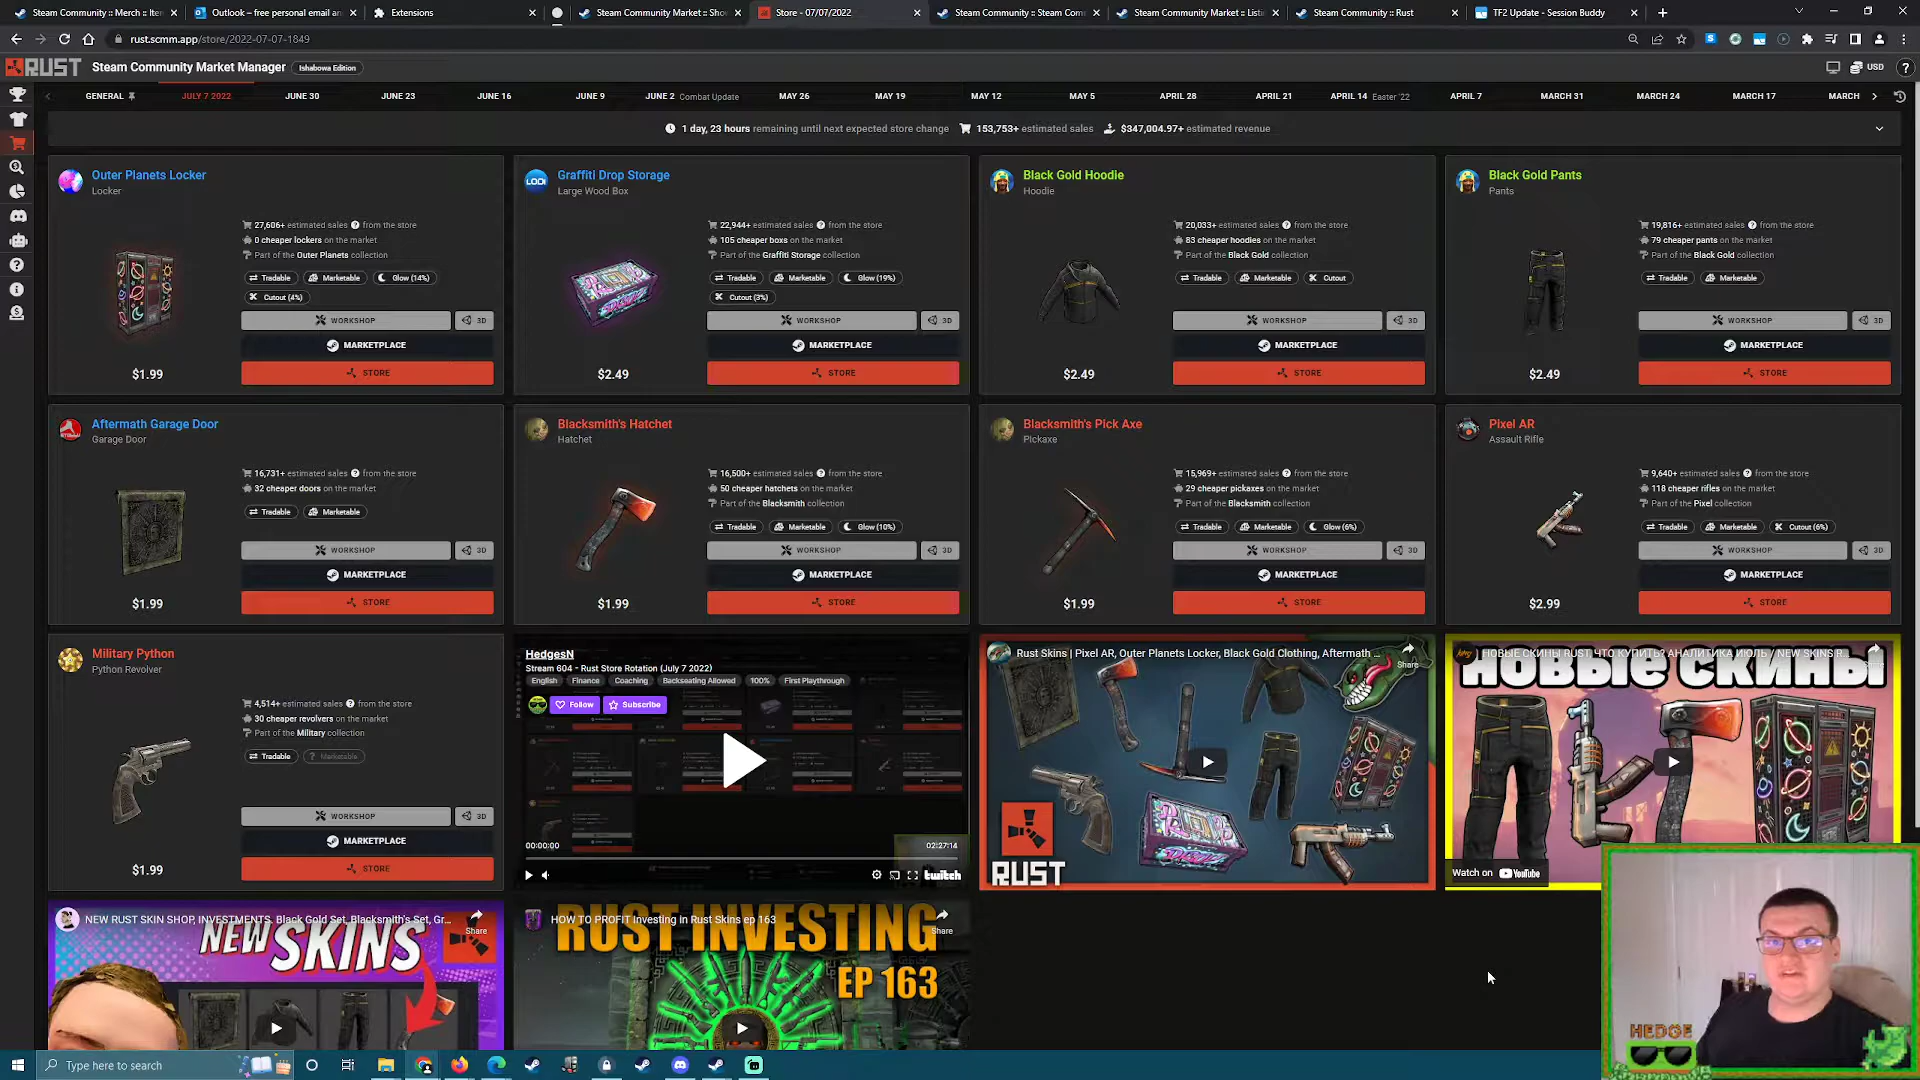 Steam Community :: Merch :: Iten
Outlook – free personal email an
Extensions
Steam Community Market :: Sho
Store - 07/07/2022
Steam Community :: Steam Com
Steam Community Market :: Listi
Steam Community :: Rust
TF2 Update - Session Buddy
rust.scmm.app/store/2022-07-07-1849
RUST Steam Community Market Manager Ishabowa Edition
USD
GENERAL JULY 7 2022 JUNE 30 JUNE 23 JUNE 16 JUNE 9 JUNE 2 Combat Update MAY 26 MAY 19 MAY 12 MAY 5 APRIL 28 APRIL 21 APRIL 14 Easter '22 APRIL 7 MARCH 31 MARCH 24 MARCH 17 MARCH
1 day, 23 hours remaining until next expected store change 153,753+ estimated sales $347,004.97+ estimated revenue
Outer Planets Locker
Locker
27,606+ estimated sales from the store
0 cheaper lockers on the market
Part of the Outer Planets collection
Tradable Marketable Glow (14%)
Cutout (4%)
WORKSHOP 3D
MARKETPLACE
$1.99 STORE
LODI
Graffiti Drop Storage
Large Wood Box
22,944+ estimated sales from the store
105 cheaper boxs on the market
Part of the Graffiti Storage collection
Tradable Marketable Glow (19%)
Cutout (3%)
WORKSHOP 3D
MARKETPLACE
$2.49 STORE
Black Gold Hoodie
Hoodie
20,033+ estimated sales from the store
83 cheaper hoodies on the market
Part of the Black Gold collection
Tradable Marketable Cutout
WORKSHOP 3D
MARKETPLACE
$2.49 STORE
Black Gold Pants
Pants
19,816+ estimated sales from the store
79 cheaper pants on the market
Part of the Black Gold collection
Tradable Marketable
WORKSHOP 3D
MARKETPLACE
$2.49 STORE
Aftermath Garage Door
Garage Door
16,731+ estimated sales from the store
32 cheaper doors on the market
Tradable Marketable
WORKSHOP 3D
MARKETPLACE
$1.99 STORE
Blacksmith's Hatchet
Hatchet
16,500+ estimated sales from the store
50 cheaper hatchets on the market
Part of the Blacksmith collection
Tradable Marketable Glow (10%)
WORKSHOP 3D
MARKETPLACE
$1.99 STORE
Blacksmith's Pick Axe
Pickaxe
15,969+ estimated sales from the store
29 cheaper pickaxes on the market
Part of the Blacksmith collection
Tradable Marketable Glow (6%)
WORKSHOP 3D
MARKETPLACE
$1.99 STORE
Pixel AR
Assault Rifle
9,640+ estimated sales from the store
118 cheaper rifles on the market
Part of the Pixel collection
Tradable Marketable Cutout (6%)
WORKSHOP 3D
MARKETPLACE
$2.99 STORE
Military Python
Python Revolver
4,514+ estimated sales from the store
30 cheaper revolvers on the market
Part of the Military collection
Tradable Marketable
WORKSHOP 3D
MARKETPLACE
$1.99 STORE
HedgesN
Stream 604 - Rust Store Rotation (July 7 2022)
English Finance Coaching Backseating Allowed 100% First Playthrough
Follow Subscribe
00:00:00 02:27:14
twitch
Rust Skins | Pixel AR, Outer Planets Locker, Black Gold Clothing, Aftermath ...
Share
RUST
НОВЫЕ СКИНЫ RUST, ЧТО КУПИТЬ? АНАЛИТИКА ИЮЛЬ / NEW SKINS R...
НОВЫЕ СКИНЫ
Watch on YouTube
NEW RUST SKIN SHOP, INVESTMENTS. Black Gold Set, Blacksmith's Set, Gr...
Share
NEW SKINS
HOW TO PROFIT Investing in Rust Skins ep 163
Share
RUST INVESTING
EP 163
HEDGE
Type here to search